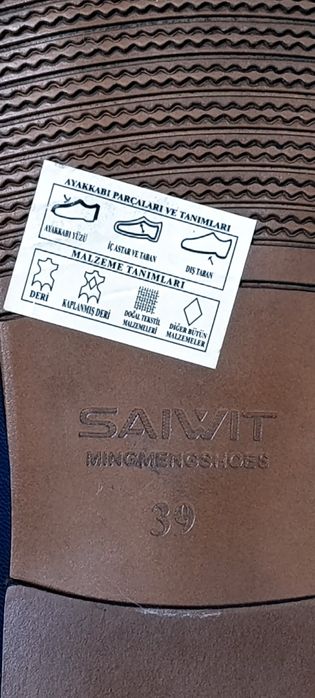 AYAKKABI PARÇALARI VE TANIMLARI
AYAKKABI YÜZÜ
İÇ ASTAR VE TABAN
DIŞ TABAN
MALZEME TANIMLARI
DERİ
KAPLANMIŞ DERİ
DOĞAL TEKSTİL
MALZEMELERİ
DİĞER BÜTÜN
MALZEMELER
SAIWIT
MINGMENGSHOES
39